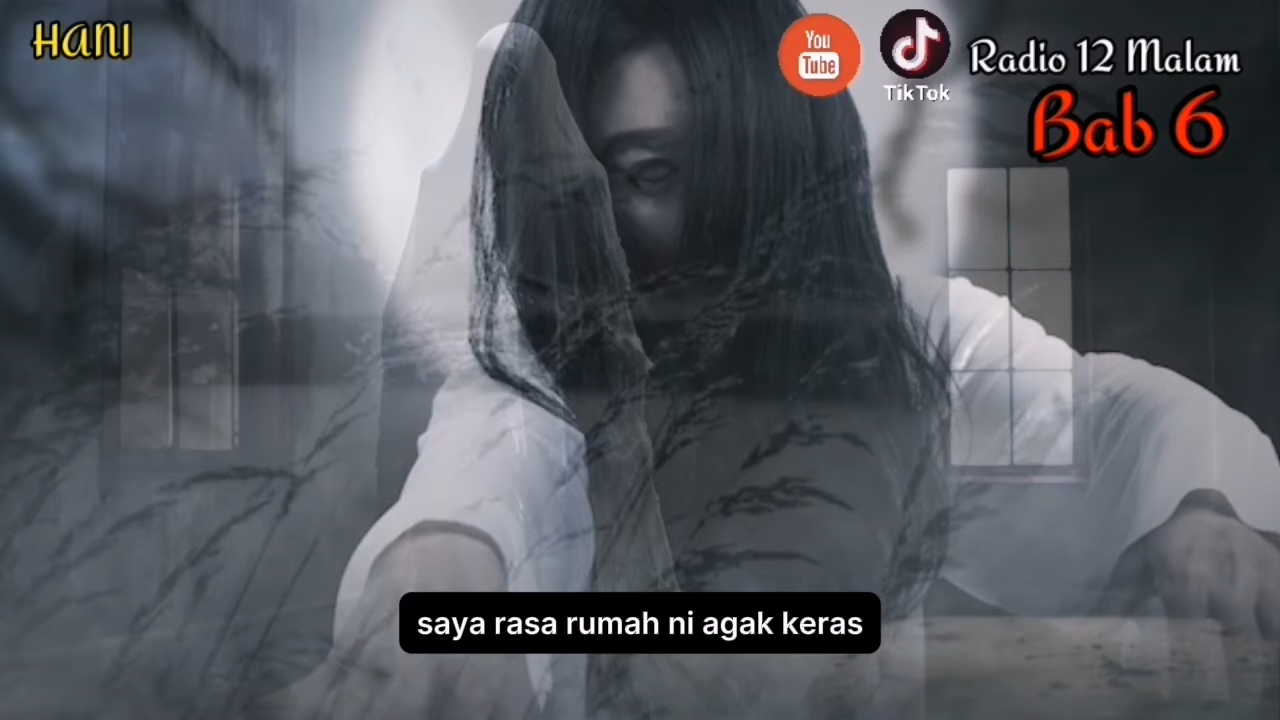 HANI
You
Tube
TikTok
Radio 12 Malam
Bab 6
saya rasa rumah ni agak keras